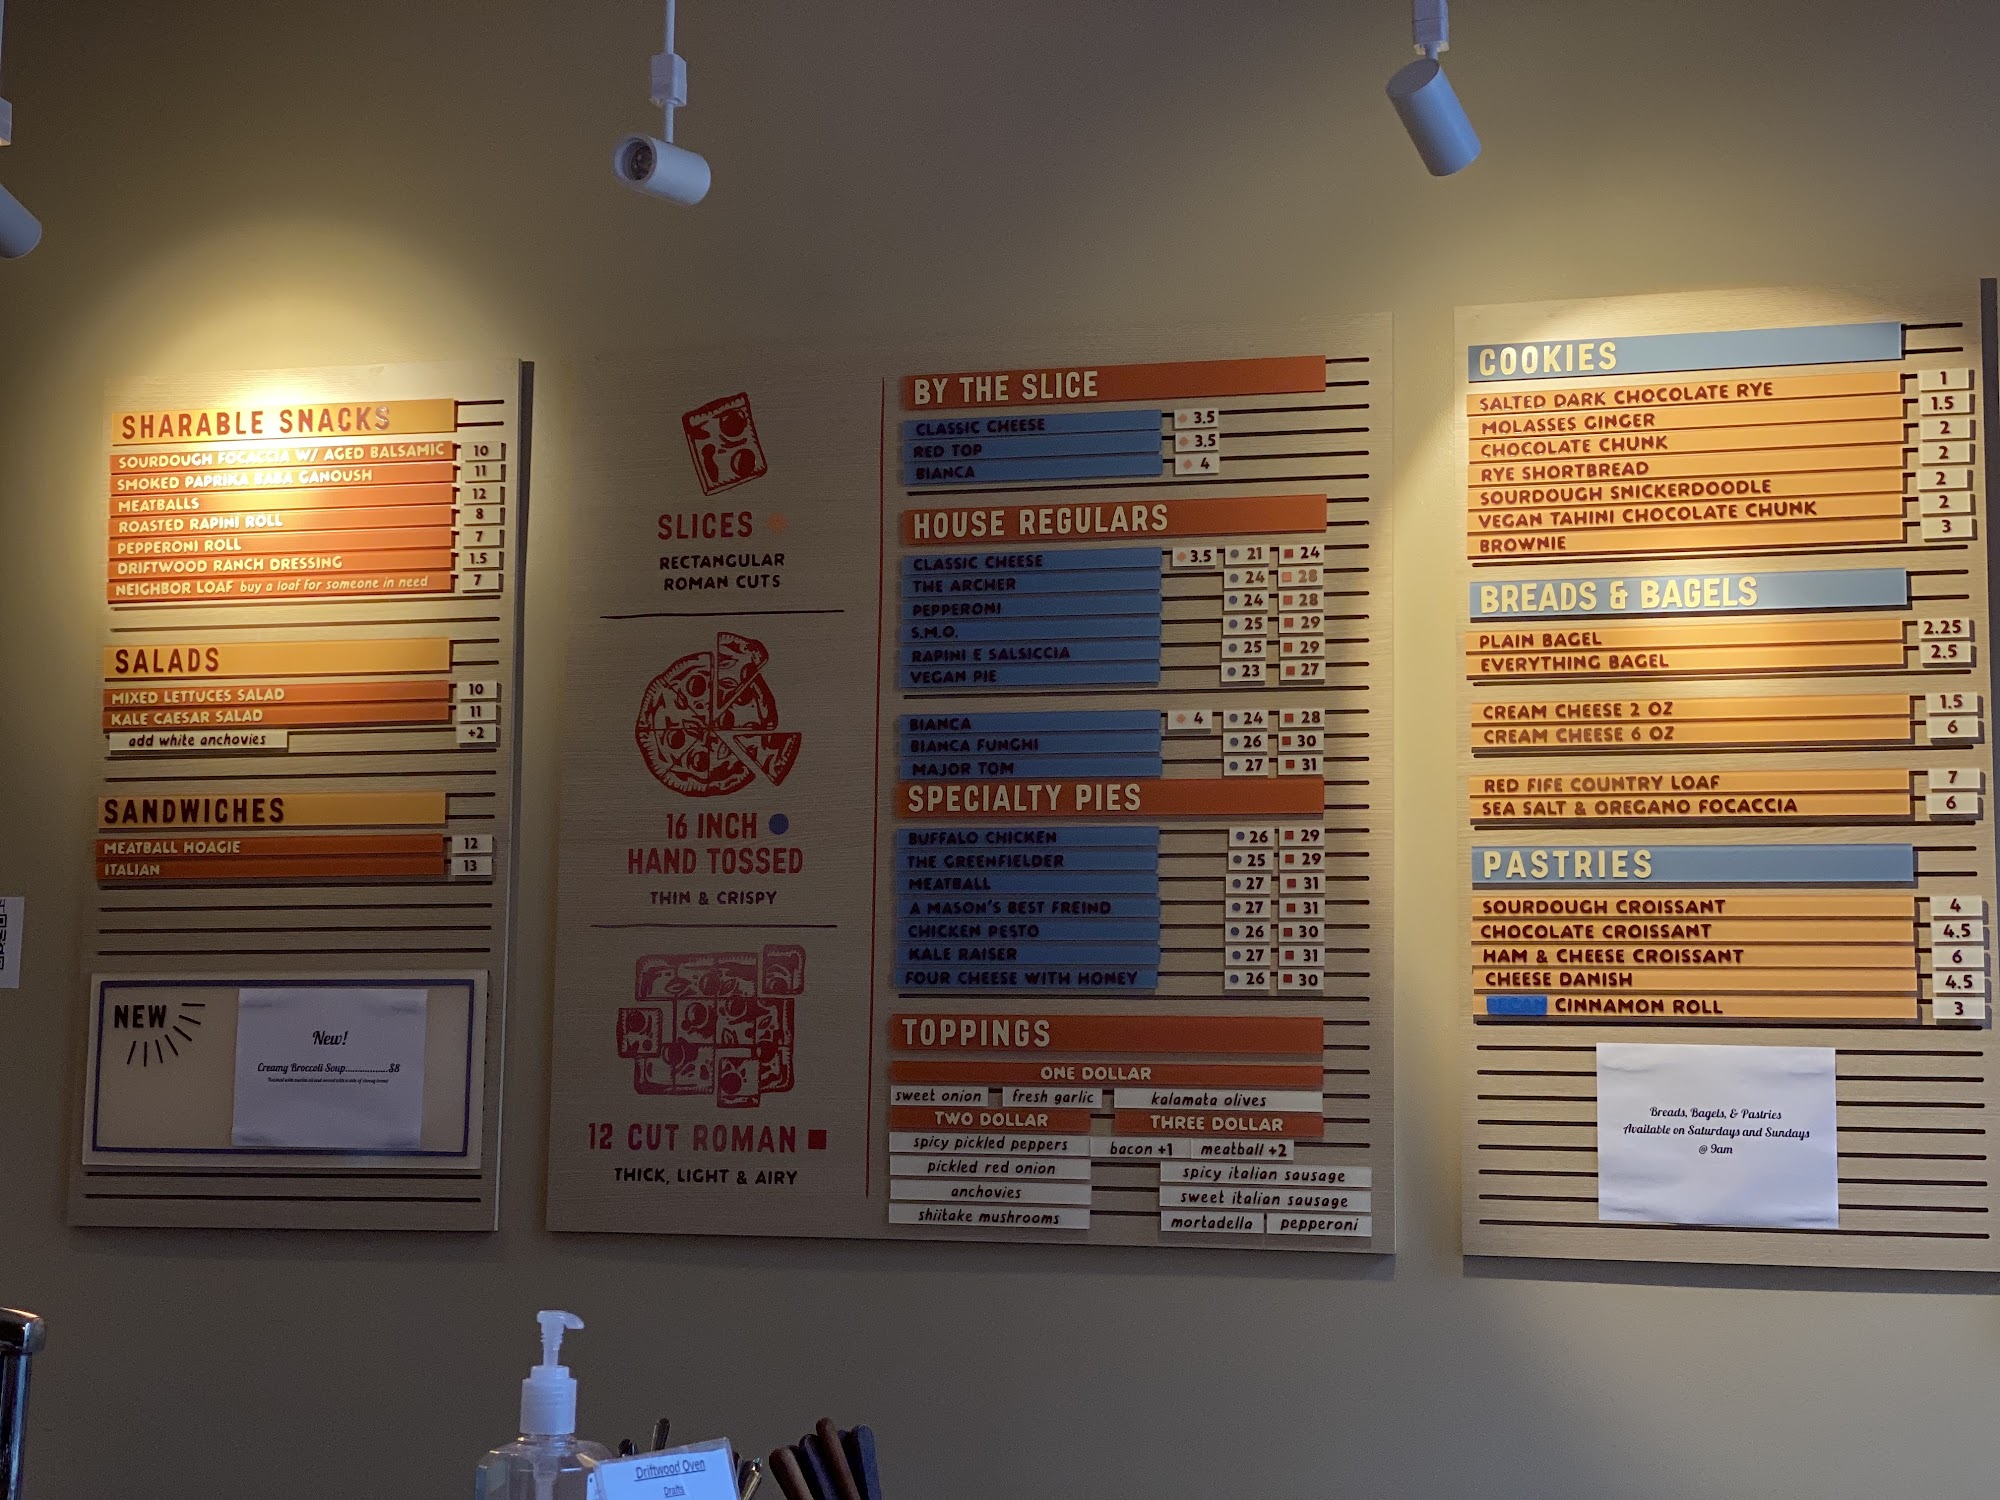 SHARABLE SNACKS
SOURDOUGH FOCACCIA W/ AGED BALSAMIC 10
SMOKED PAPRIKA BABA GANOUSH 11
MEATBALLS 12
ROASTED RAPINI ROLL 8
PEPPERONI ROLL 7
DRIFTWOOD RANCH DRESSING 1.5
NEIGHBOR LOAF buy a loaf for someone in need 7
SALADS
MIXED LETTUCES SALAD 10
KALE CAESAR SALAD 11
add white anchovies +2
SANDWICHES
MEATBALL HOAGIE 12
ITALIAN 13
NEW
New!
Creamy Broccoli Soup..................$8
SLICES
RECTANGULAR
ROMAN CUTS
16 INCH
HAND TOSSED
THIN & CRISPY
12 CUT ROMAN
THICK, LIGHT & AIRY
BY THE SLICE
CLASSIC CHEESE 3.5
RED TOP 3.5
BIANCA 4
HOUSE REGULARS
CLASSIC CHEESE 3.5 21 24
THE ARCHER 24 28
PEPPERONI 24 28
S.M.O. 25 29
RAPINI E SALSICCIA 25 29
VEGAN PIE 23 27
BIANCA 4 24 28
BIANCA FUNGHI 26 30
MAJOR TOM 27 31
SPECIALTY PIES
BUFFALO CHICKEN 26 29
THE GREENFIELDER 25 29
MEATBALL 27 31
A MASON'S BEST FREIND 27 31
CHICKEN PESTO 26 30
KALE RAISER 27 31
FOUR CHEESE WITH HONEY 26 30
TOPPINGS
ONE DOLLAR
sweet onion fresh garlic kalamata olives
TWO DOLLAR THREE DOLLAR
spicy pickled peppers bacon +1 meatball +2
pickled red onion spicy italian sausage
anchovies sweet italian sausage
shiitake mushrooms mortadella pepperoni
COOKIES
SALTED DARK CHOCOLATE RYE 1
MOLASSES GINGER 1.5
CHOCOLATE CHUNK 2
RYE SHORTBREAD 2
SOURDOUGH SNICKERDOODLE 2
VEGAN TAHINI CHOCOLATE CHUNK 2
BROWNIE 3
BREADS & BAGELS
PLAIN BAGEL 2.25
EVERYTHING BAGEL 2.5
CREAM CHEESE 2 OZ 1.5
CREAM CHEESE 6 OZ 6
RED FIFE COUNTRY LOAF 7
SEA SALT & OREGANO FOCACCIA 6
PASTRIES
SOURDOUGH CROISSANT 4
CHOCOLATE CROISSANT 4.5
HAM & CHEESE CROISSANT 6
CHEESE DANISH 4.5
CINNAMON ROLL 3
Breads, Bagels, & Pastries
Available on Saturdays and Sundays
@ 9am
Driftwood Oven
Drafts